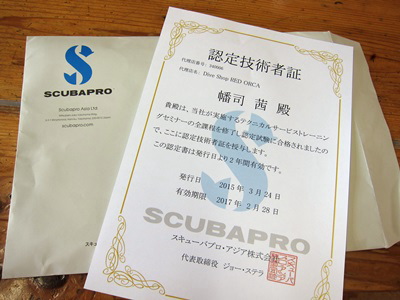 SCUBAPRO
Scubapro Asia Ltd.
scubapro.com
認定技術者証
代理店番号:
代理店名: Dive Shop RED ORCA
幡司 茜 殿
貴殿は、当社が実施するテクニカルサービストレーニン
グセミナーの全課程を修了し認定試験に合格されましたの
で、ここに認定技術者証を授与します。
この認定書は発行日より2年間有効です。
発行日 2015年 3月24日
有効期限 2017年 2月28日
SCUBAPRO
スキューバプロ・アジア株式会社
代表取締役 ジョー・ステラ
スキ